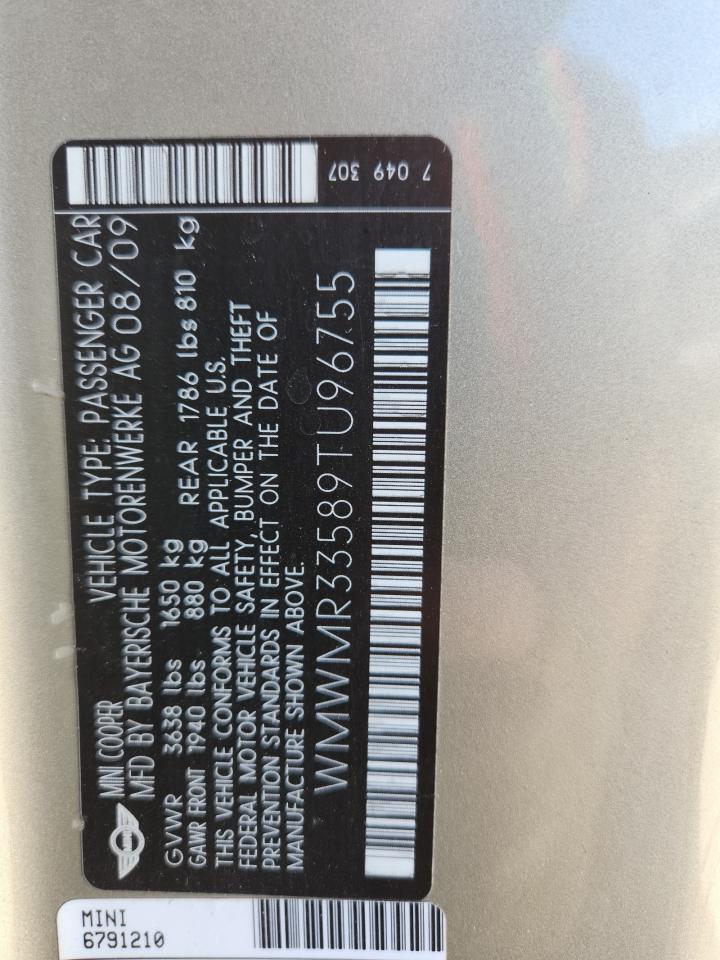 MINI COOPER VEHICLE TYPE: PASSENGER CAR
MFD BY BAYERISCHE MOTORENWERKE AG 08/09
GVWR 3638 lbs 1650 kg
GAWR FRONT 1940 lbs 880 kg REAR 1786 lbs 810 kg
THIS VEHICLE CONFORMS TO ALL APPLICABLE U.S.
FEDERAL MOTOR VEHICLE SAFETY, BUMPER AND THEFT
PREVENTION STANDARDS IN EFFECT ON THE DATE OF
MANUFACTURE SHOWN ABOVE.
WMWMR33589TU96755
7 049 307
MINI
6791210